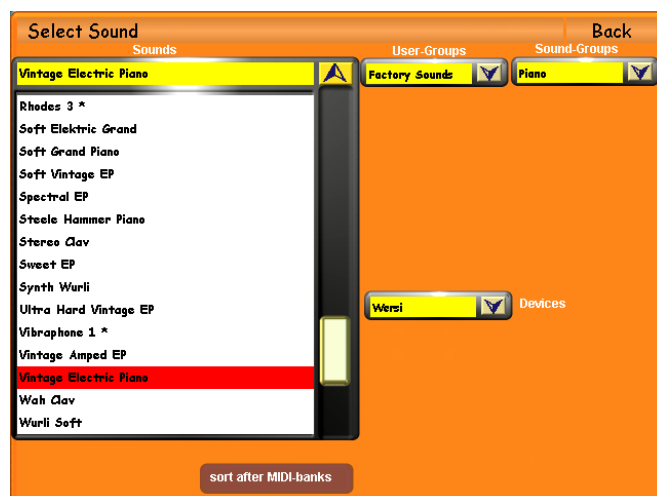 Select Sound
Back
Sounds
User-Groups
Sound-Groups
Vintage Electric Piano
Factory Sounds
Piano
Rhodes 3 *
Soft Elektric Grand
Soft Grand Piano
Soft Vintage EP
Spectral EP
Steele Hammer Piano
Stereo Clav
Sweet EP
Synth Wurli
Ultra Hard Vintage EP
Vibraphone 1 *
Vintage Amped EP
Vintage Electric Piano
Wah Clav
Wurli Soft
Wersi
Devices
sort after MIDI-banks